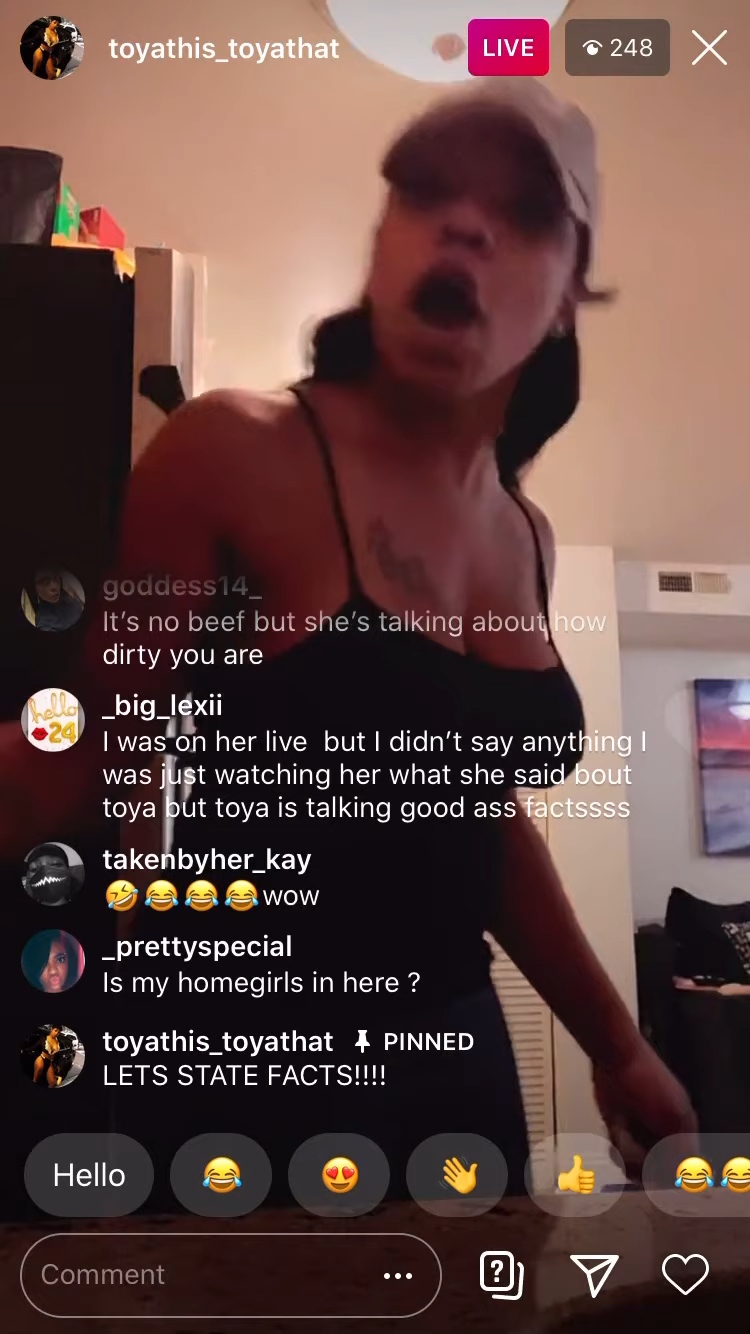 toyathis_toyathat
LIVE
248
goddess14_
It’s no beef but she’s talking about how
dirty you are
hello
24
_big_lexii
I was on her live  but I didn’t say anything I
was just watching her what she said bout
toya but toya is talking good ass factssss
takenbyher_kay
🤣😂😂😂wow
_prettyspecial
Is my homegirls in here ?
toyathis_toyathat PINNED
LETS STATE FACTS!!!!
Hello
Comment